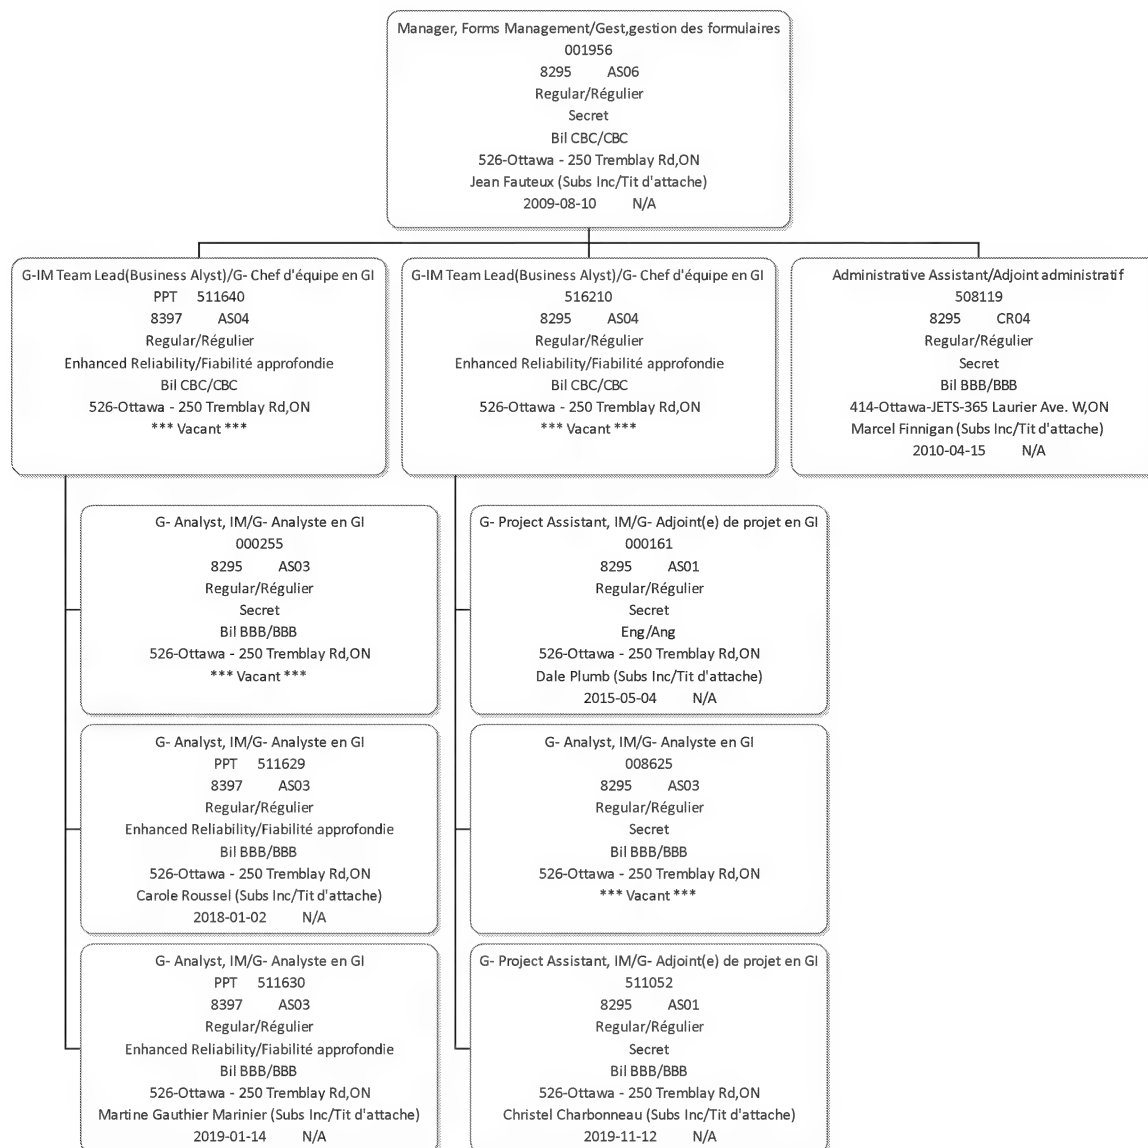 Manager, Forms Management/Gest,gestion des formulaires
001956
8295 AS06
Regular/Régulier
Secret
Bil CBC/CBC
526-Ottawa - 250 Tremblay Rd,ON
Jean Fauteux (Subs Inc/Tit d'attache)
2009-08-10 N/A
G-IM Team Lead(Business Alyst)/G- Chef d'équipe en GI
PPT 511640
8397 AS04
Regular/Régulier
Enhanced Reliability/Fiabilité approfondie
Bil CBC/CBC
526-Ottawa - 250 Tremblay Rd,ON
*** Vacant ***
G-IM Team Lead(Business Alyst)/G- Chef d'équipe en GI
516210
8295 AS04
Regular/Régulier
Enhanced Reliability/Fiabilité approfondie
Bil CBC/CBC
526-Ottawa - 250 Tremblay Rd,ON
*** Vacant ***
Administrative Assistant/Adjoint administratif
508119
8295 CR04
Regular/Régulier
Secret
Bil BBB/BBB
414-Ottawa-JETS-365 Laurier Ave. W,ON
Marcel Finnigan (Subs Inc/Tit d'attache)
2010-04-15 N/A
G- Analyst, IM/G- Analyste en GI
000255
8295 AS03
Regular/Régulier
Secret
Bil BBB/BBB
526-Ottawa - 250 Tremblay Rd,ON
*** Vacant ***
G- Analyst, IM/G- Analyste en GI
PPT 511629
8397 AS03
Regular/Régulier
Enhanced Reliability/Fiabilité approfondie
Bil BBB/BBB
526-Ottawa - 250 Tremblay Rd,ON
Carole Roussel (Subs Inc/Tit d'attache)
2018-01-02 N/A
G- Analyst, IM/G- Analyste en GI
PPT 511630
8397 AS03
Regular/Régulier
Enhanced Reliability/Fiabilité approfondie
Bil BBB/BBB
526-Ottawa - 250 Tremblay Rd,ON
Martine Gauthier Marinier (Subs Inc/Tit d'attache)
2019-01-14 N/A
G- Project Assistant, IM/G- Adjoint(e) de projet en GI
000161
8295 AS01
Regular/Régulier
Secret
Eng/Ang
526-Ottawa - 250 Tremblay Rd,ON
Dale Plumb (Subs Inc/Tit d'attache)
2015-05-04 N/A
G- Analyst, IM/G- Analyste en GI
008625
8295 AS03
Regular/Régulier
Secret
Bil BBB/BBB
526-Ottawa - 250 Tremblay Rd,ON
*** Vacant ***
G- Project Assistant, IM/G- Adjoint(e) de projet en GI
511052
8295 AS01
Regular/Régulier
Secret
Bil BBB/BBB
526-Ottawa - 250 Tremblay Rd,ON
Christel Charbonneau (Subs Inc/Tit d'attache)
2019-11-12 N/A